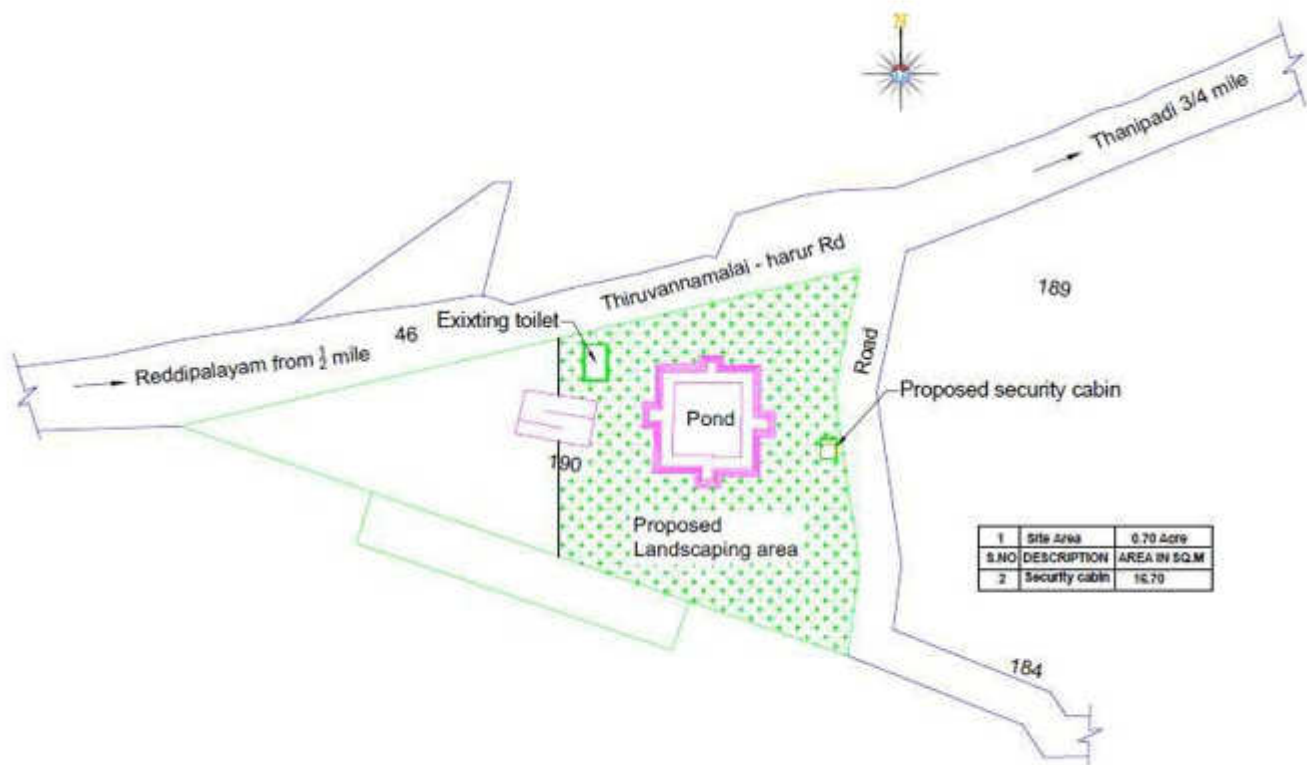 N
Thanipadi 3/4 mile
Thiruvannamalai - harur Rd
189
46
Exixting toilet
Road
Reddipalayam from 1/2 mile
Proposed security cabin
Pond
190
Proposed
Landscaping area
1 Site Area 0.70 Acre
S.NO DESCRIPTION AREA IN SQ.M
2 Security cabin 16.70
184